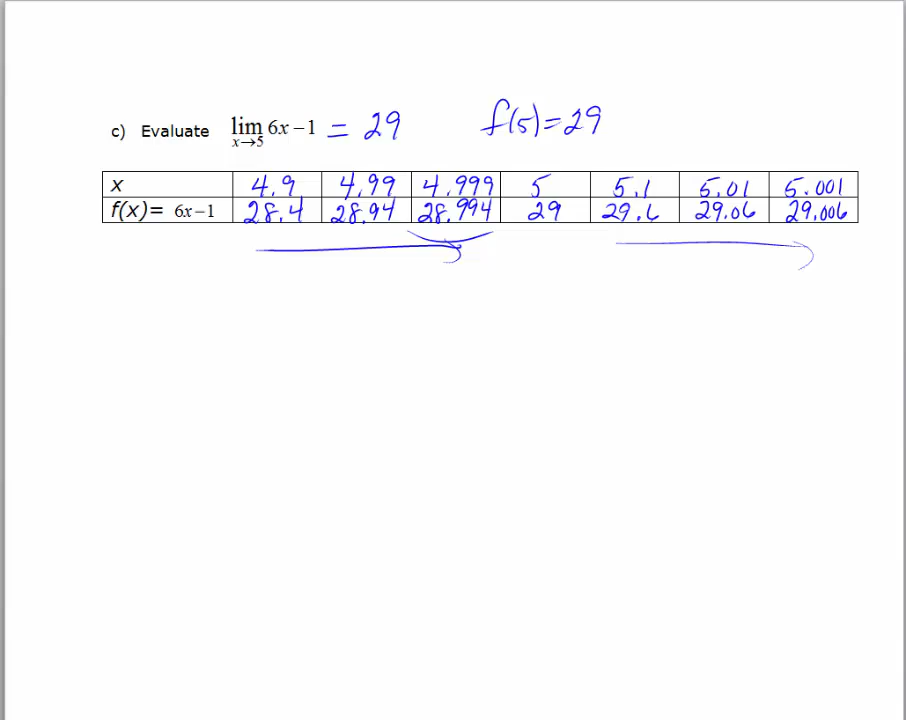 c) Evaluate lim x→5 6x − 1 = 29 f(5) = 29
x 4.9 4.99 4.999 5 5.1 5.01 5.001
f(x) = 6x − 1 28.4 28.94 28.994 29 29.6 29.06 29.006